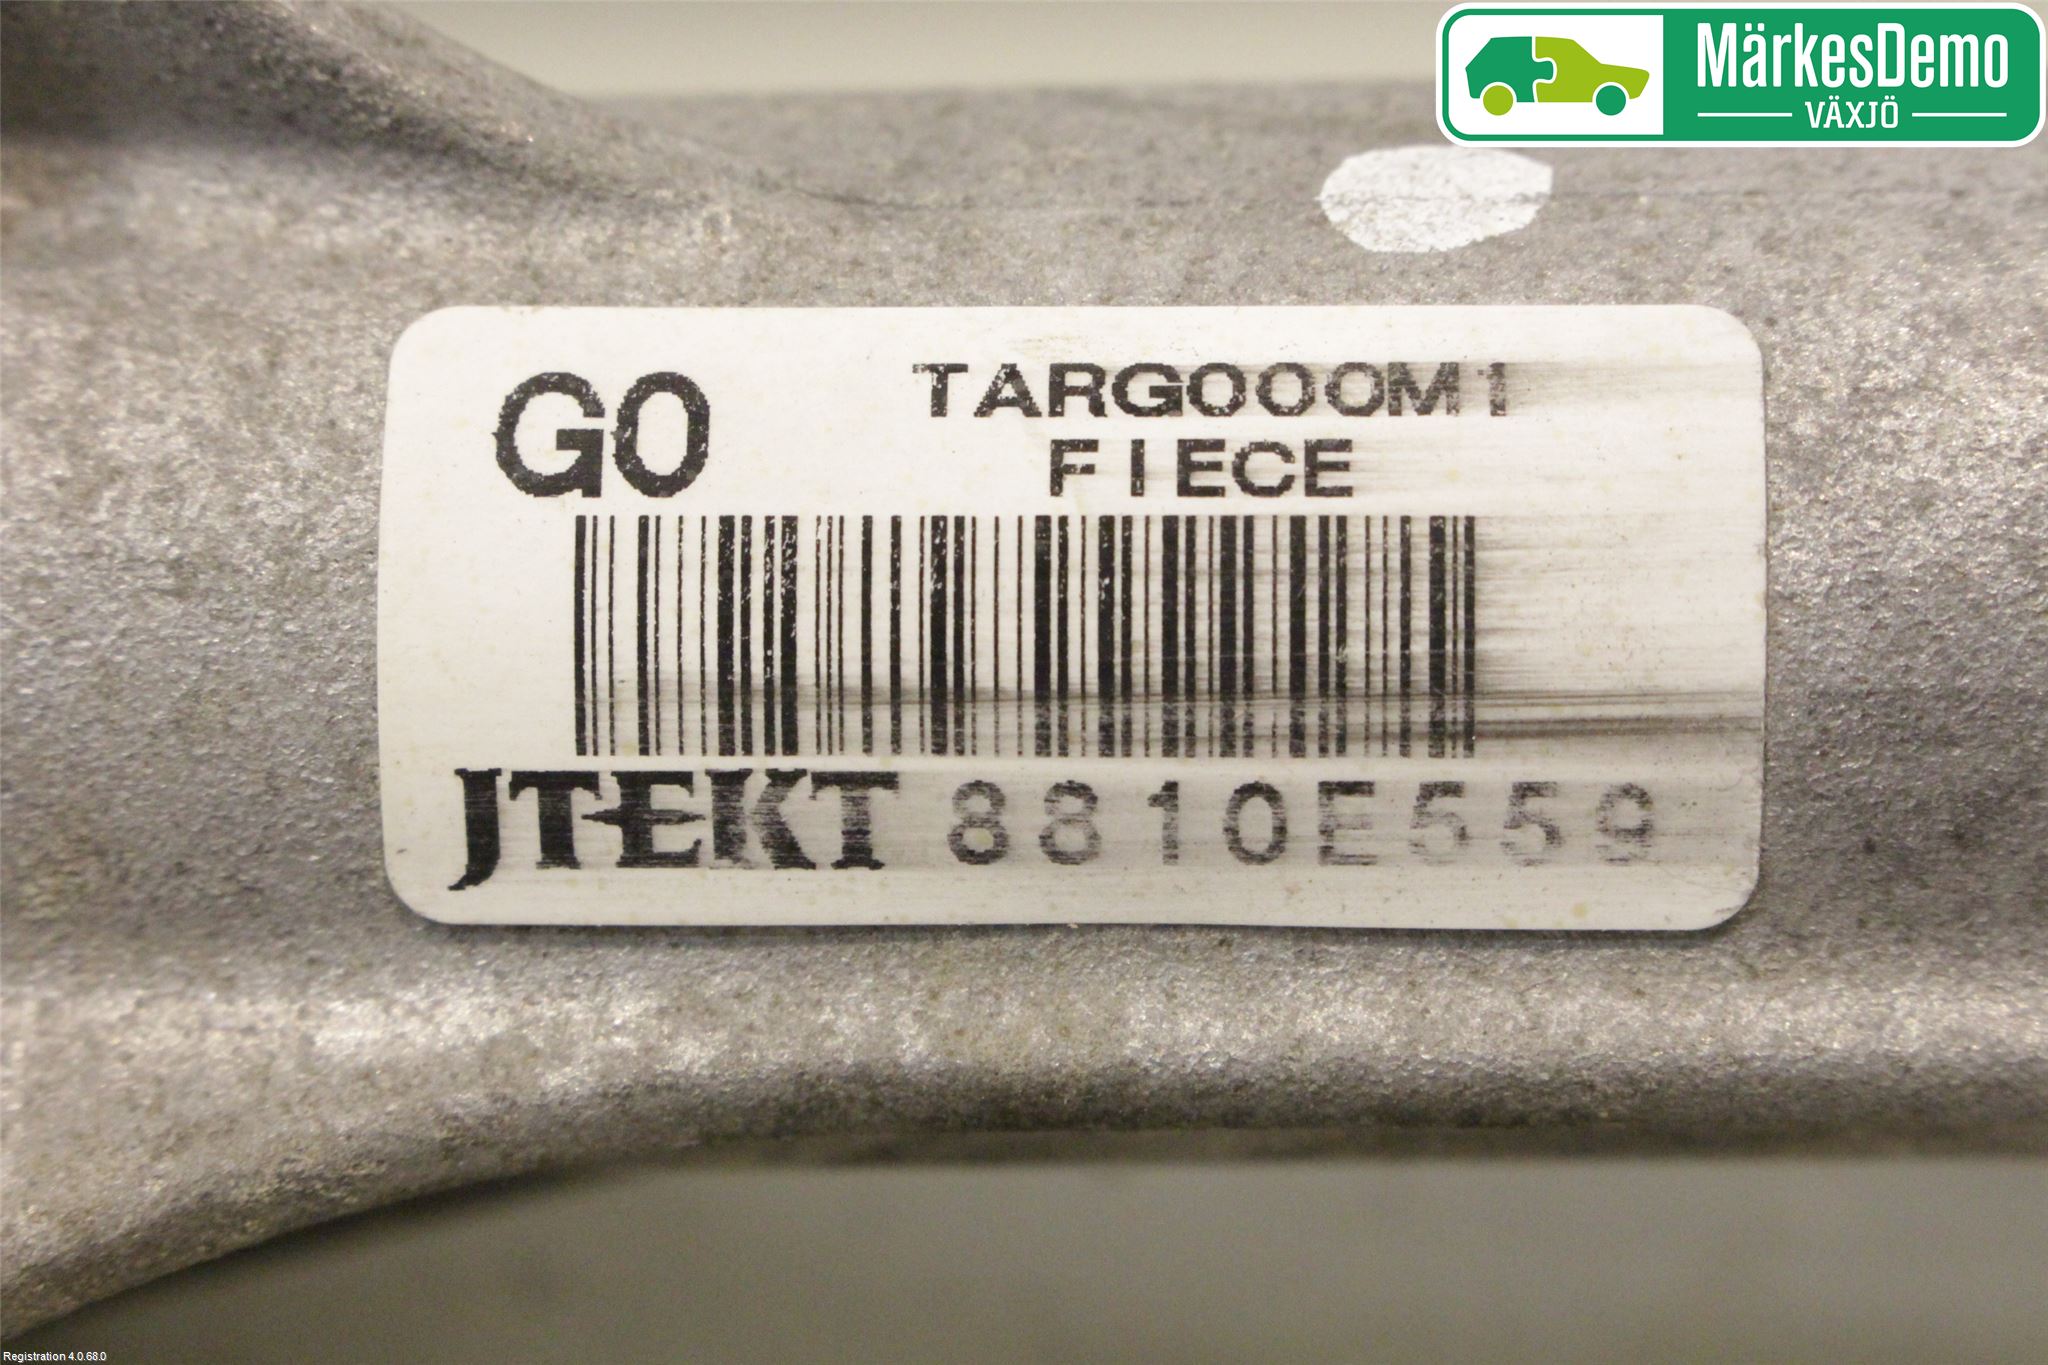 MärkesDemo
VÄXJÖ
G0 TARG000M1
FIECE
JTEKT 8810E559
Registration 4.0.68.0